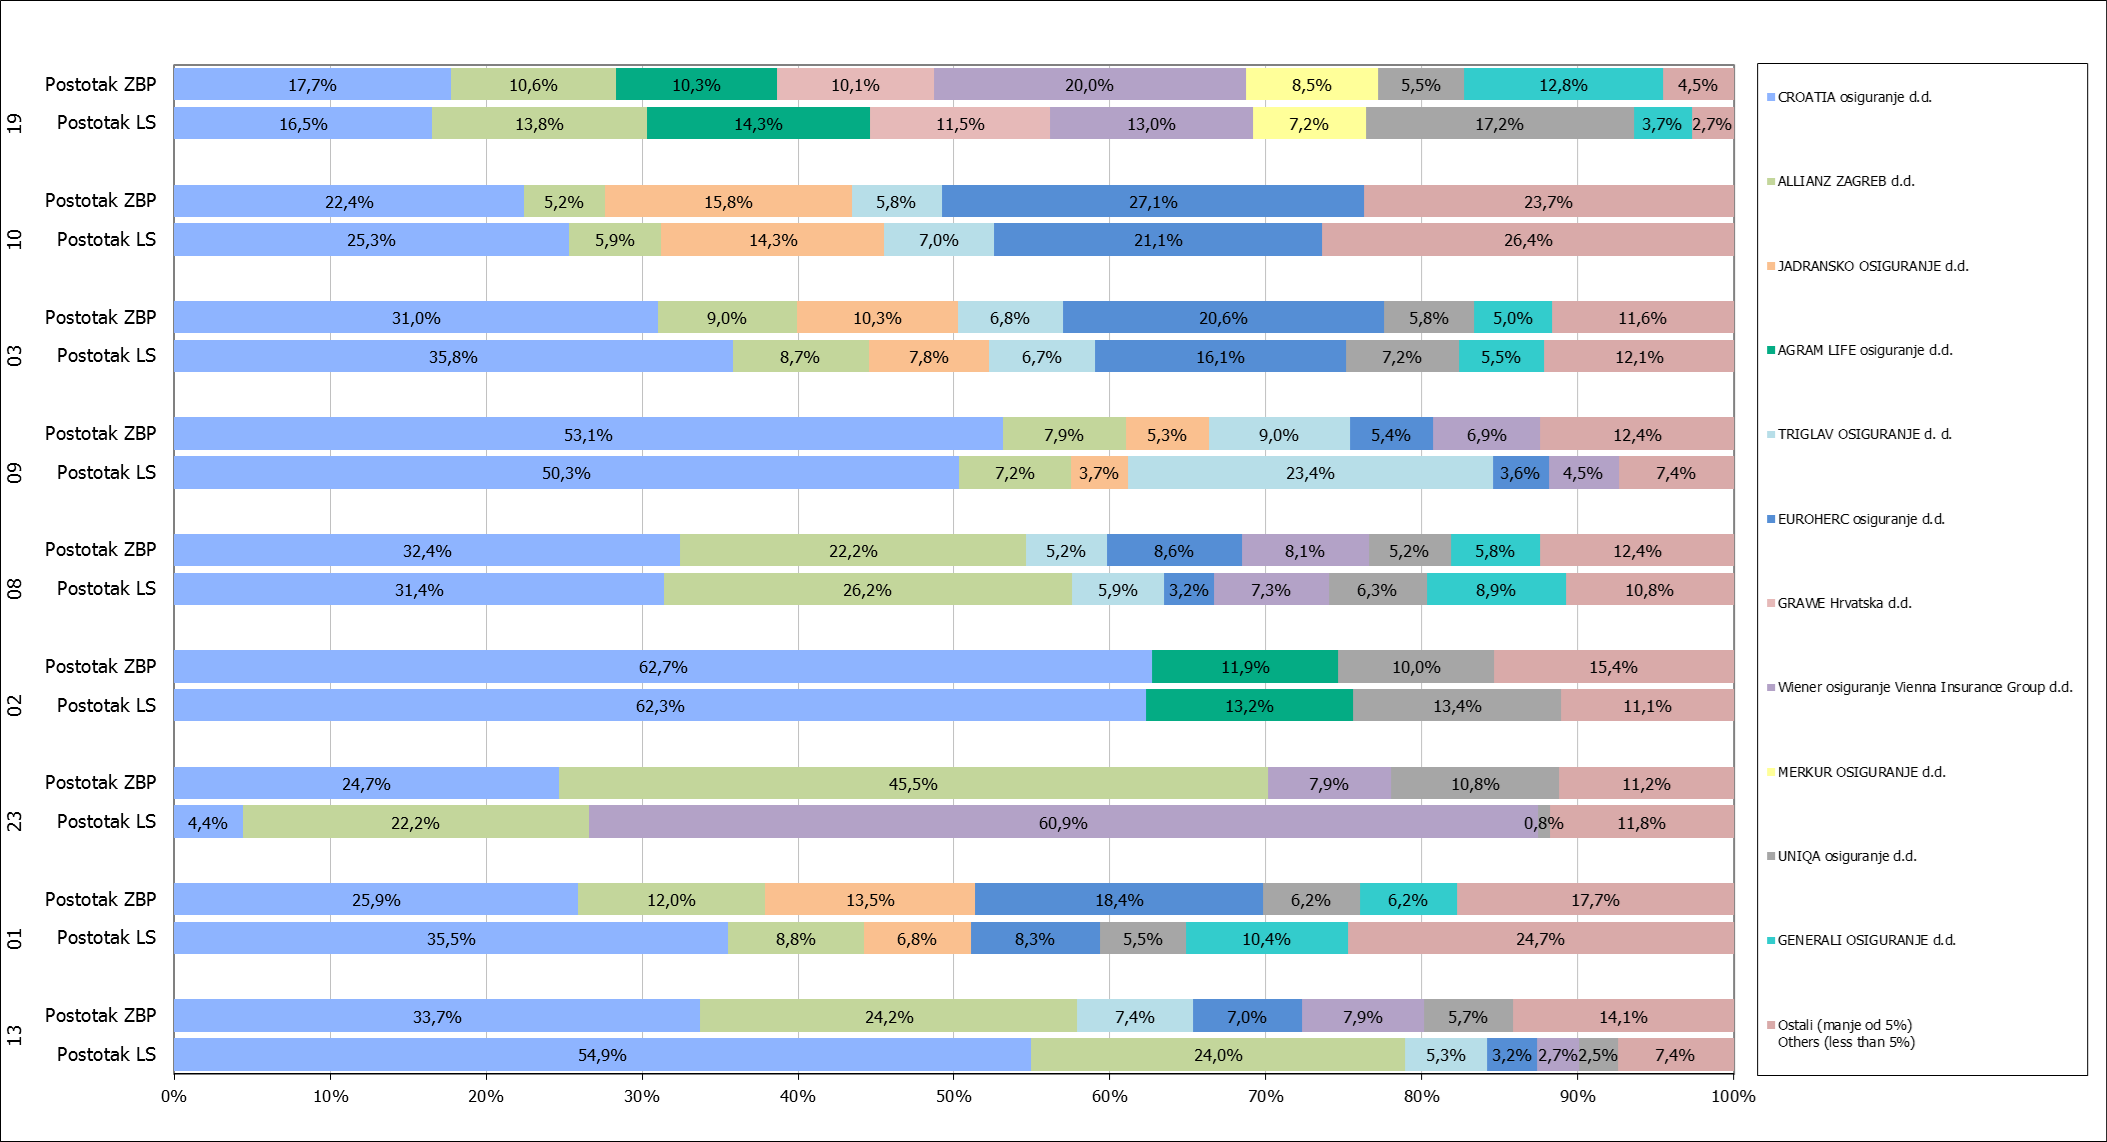 19
Postotak ZBP 17,7% 10,6% 10,3% 10,1% 20,0% 8,5% 5,5% 12,8% 4,5%
Postotak LS 16,5% 13,8% 14,3% 11,5% 13,0% 7,2% 17,2% 3,7% 2,7%
10
Postotak ZBP 22,4% 5,2% 15,8% 5,8% 27,1% 23,7%
Postotak LS 25,3% 5,9% 14,3% 7,0% 21,1% 26,4%
03
Postotak ZBP 31,0% 9,0% 10,3% 6,8% 20,6% 5,8% 5,0% 11,6%
Postotak LS 35,8% 8,7% 7,8% 6,7% 16,1% 7,2% 5,5% 12,1%
09
Postotak ZBP 53,1% 7,9% 5,3% 9,0% 5,4% 6,9% 12,4%
Postotak LS 50,3% 7,2% 3,7% 23,4% 3,6% 4,5% 7,4%
08
Postotak ZBP 32,4% 22,2% 5,2% 8,6% 8,1% 5,2% 5,8% 12,4%
Postotak LS 31,4% 26,2% 5,9% 3,2% 7,3% 6,3% 8,9% 10,8%
02
Postotak ZBP 62,7% 11,9% 10,0% 15,4%
Postotak LS 62,3% 13,2% 13,4% 11,1%
23
Postotak ZBP 24,7% 45,5% 7,9% 10,8% 11,2%
Postotak LS 4,4% 22,2% 60,9% 0,8% 11,8%
01
Postotak ZBP 25,9% 12,0% 13,5% 18,4% 6,2% 6,2% 17,7%
Postotak LS 35,5% 8,8% 6,8% 8,3% 5,5% 10,4% 24,7%
13
Postotak ZBP 33,7% 24,2% 7,4% 7,0% 7,9% 5,7% 14,1%
Postotak LS 54,9% 24,0% 5,3% 3,2% 2,7% 2,5% 7,4%
0% 10% 20% 30% 40% 50% 60% 70% 80% 90% 100%
CROATIA osiguranje d.d.
ALLIANZ ZAGREB d.d.
JADRANSKO OSIGURANJE d.d.
AGRAM LIFE osiguranje d.d.
TRIGLAV OSIGURANJE d. d.
EUROHERC osiguranje d.d.
GRAWE Hrvatska d.d.
Wiener osiguranje Vienna Insurance Group d.d.
MERKUR OSIGURANJE d.d.
UNIQA osiguranje d.d.
GENERALI OSIGURANJE d.d.
Ostali (manje od 5%)
Others (less than 5%)